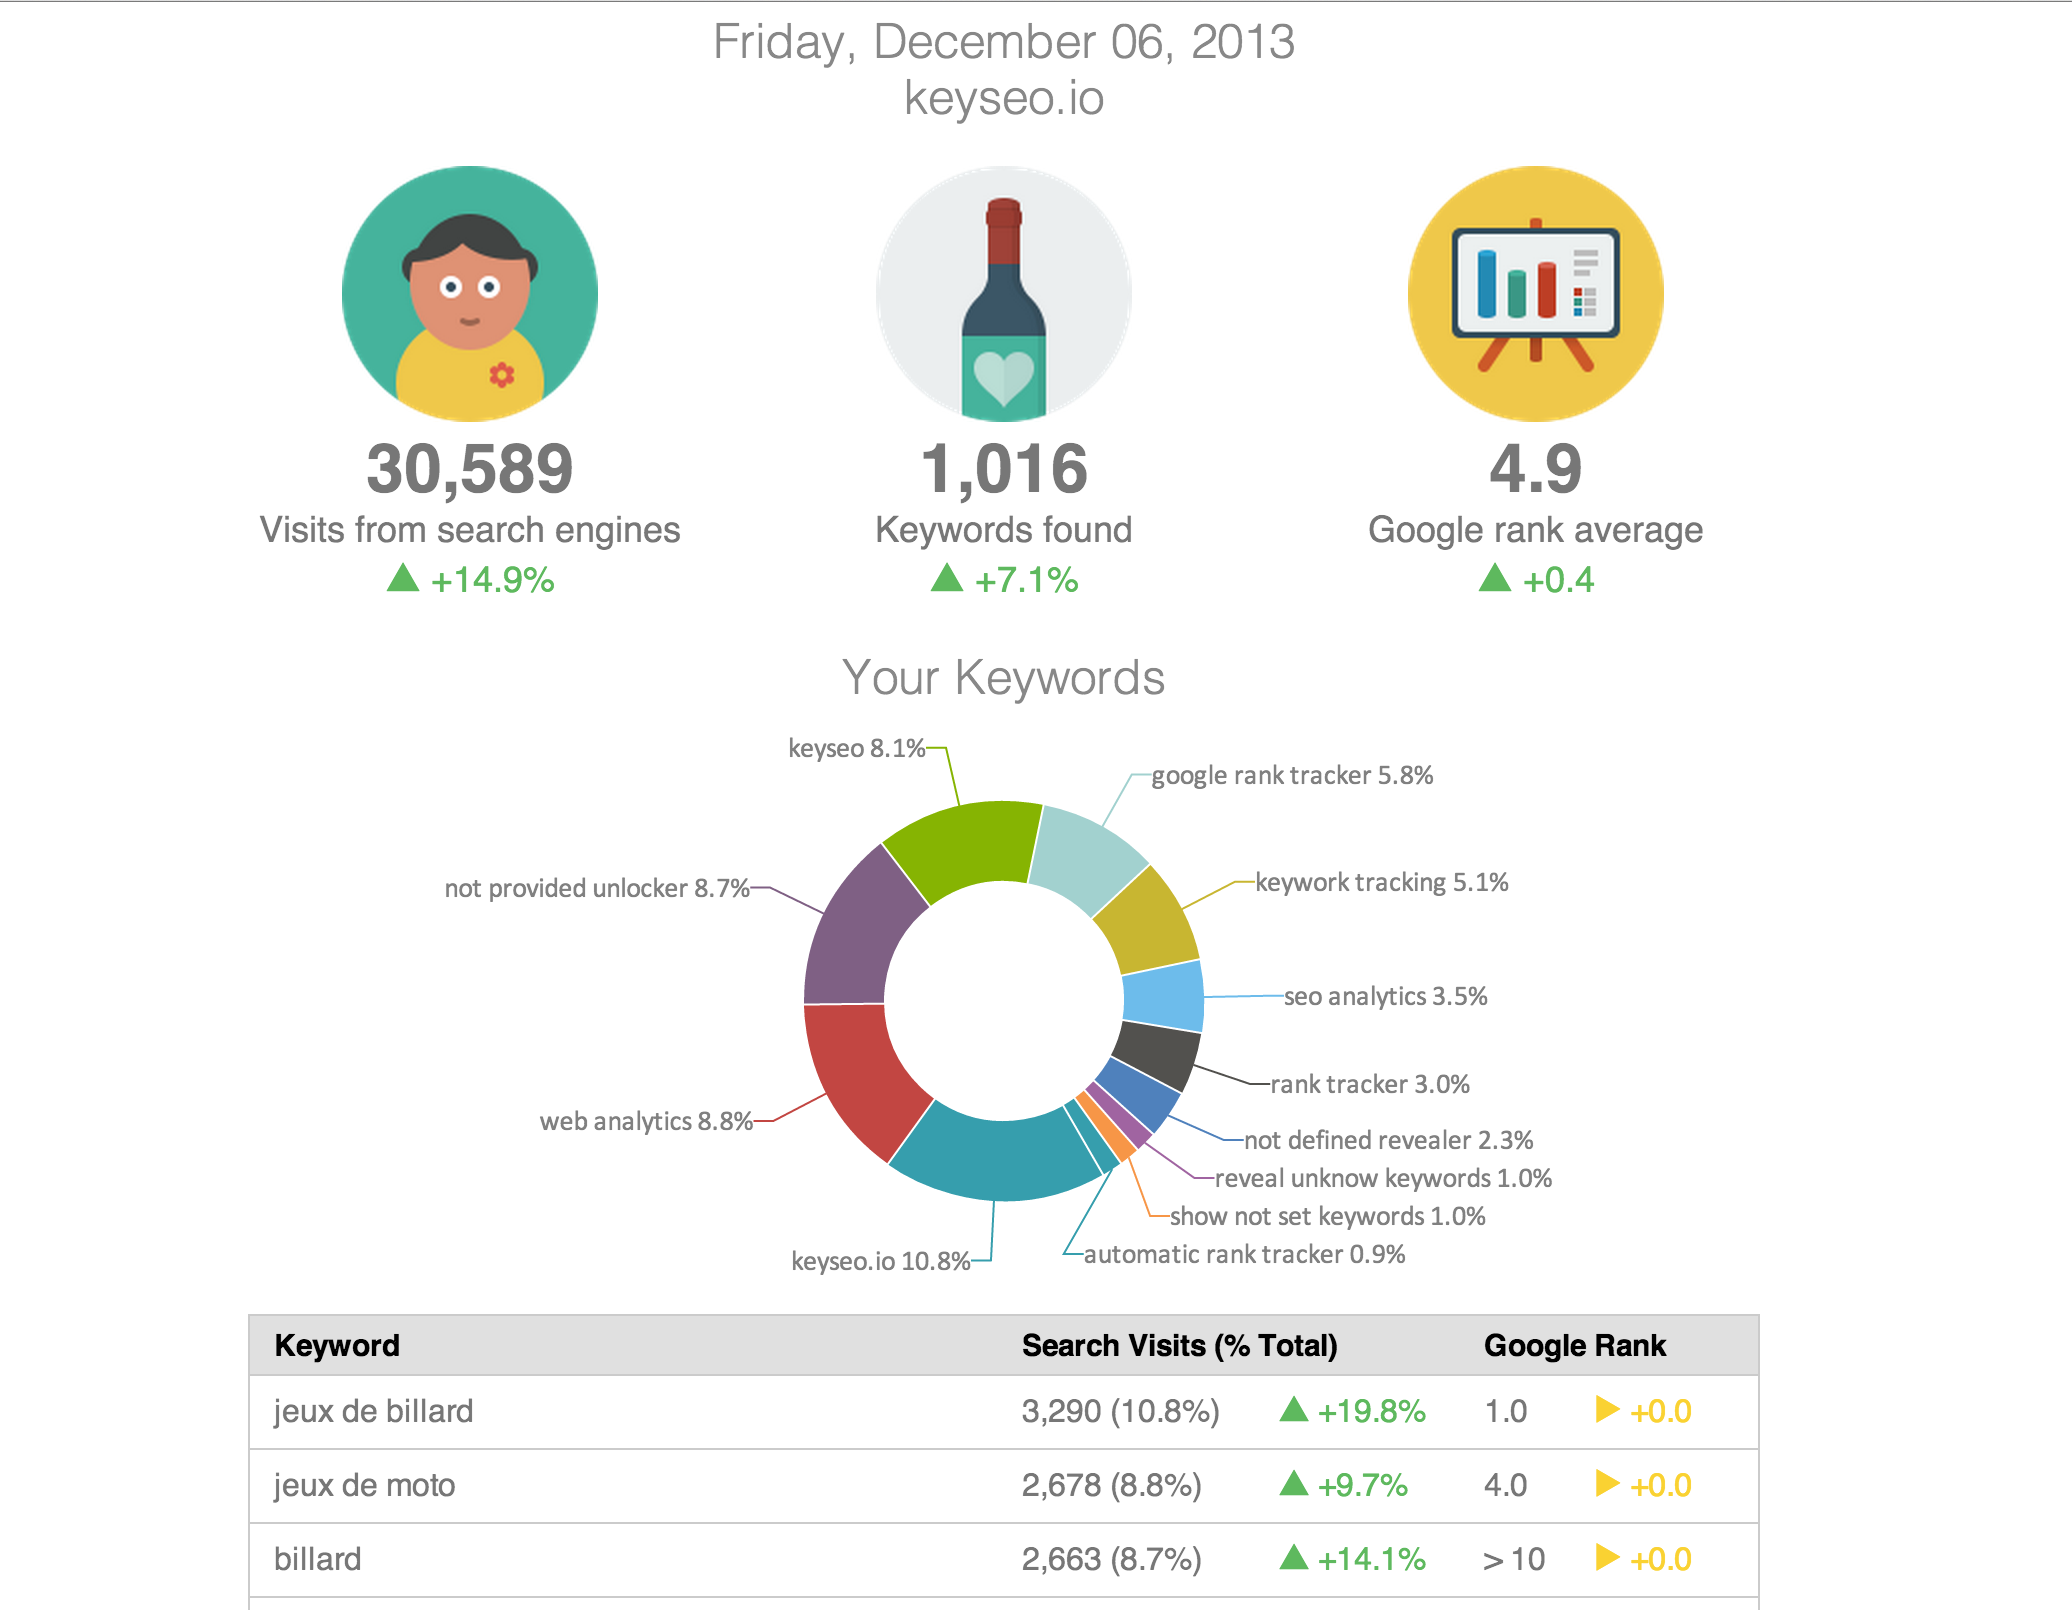 Friday, December 06, 2013
keyseo.io
30,589
Visits from search engines
▲ +14.9%
1,016
Keywords found
▲ +7.1%
4.9
Google rank average
▲ +0.4
Your Keywords
keyseo 8.1%
google rank tracker 5.8%
not provided unlocker 8.7%
keywork tracking 5.1%
seo analytics 3.5%
rank tracker 3.0%
web analytics 8.8%
not defined revealer 2.3%
reveal unknow keywords 1.0%
show not set keywords 1.0%
automatic rank tracker 0.9%
keyseo.io 10.8%
Keyword Search Visits (% Total) Google Rank
jeux de billard 3,290 (10.8%) ▲ +19.8% 1.0 ▶ +0.0
jeux de moto 2,678 (8.8%) ▲ +9.7% 4.0 ▶ +0.0
billard 2,663 (8.7%) ▲ +14.1% > 10 ▶ +0.0